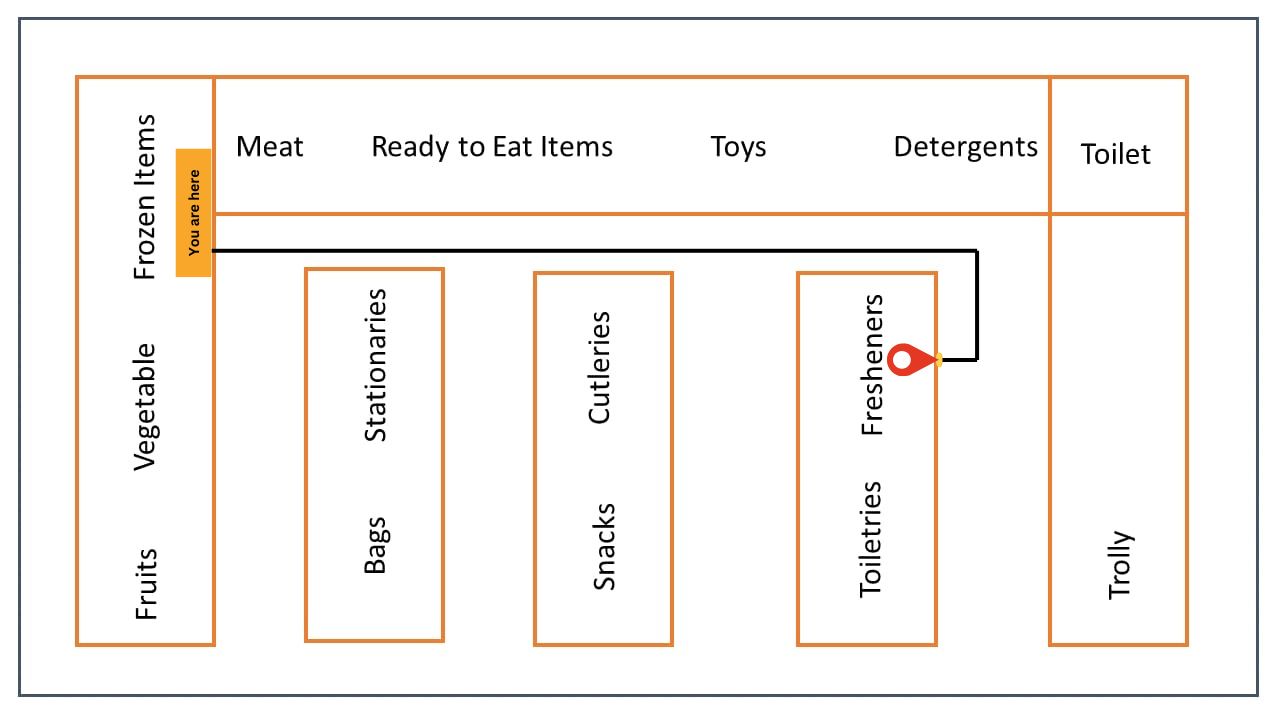 Frozen Items
You are here
Vegetable
Fruits
Meat
Ready to Eat Items
Toys
Detergents
Toilet
Stationaries
Bags
Cutleries
Snacks
Fresheners
Toiletries
Trolly